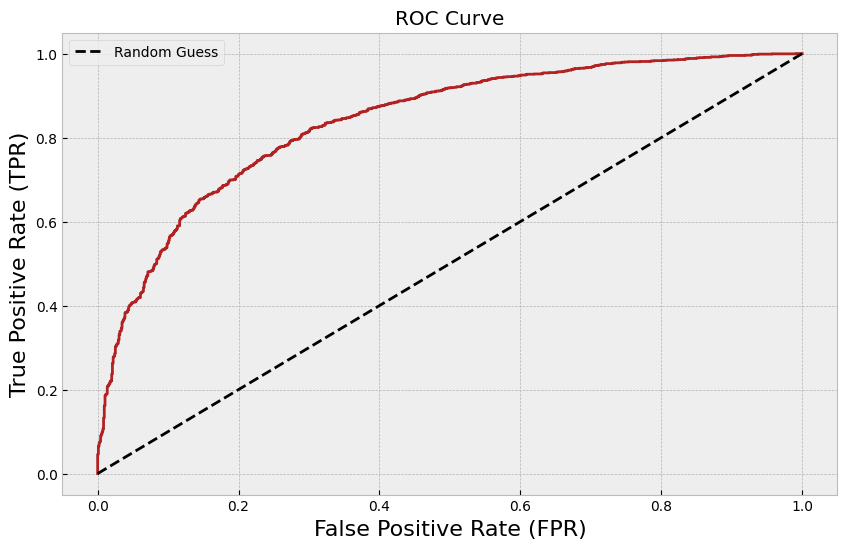 ROC Curve
Random Guess
True Positive Rate (TPR)
1.0
0.8
0.6
0.4
0.2
0.0
0.0 0.2 0.4 0.6 0.8 1.0
False Positive Rate (FPR)